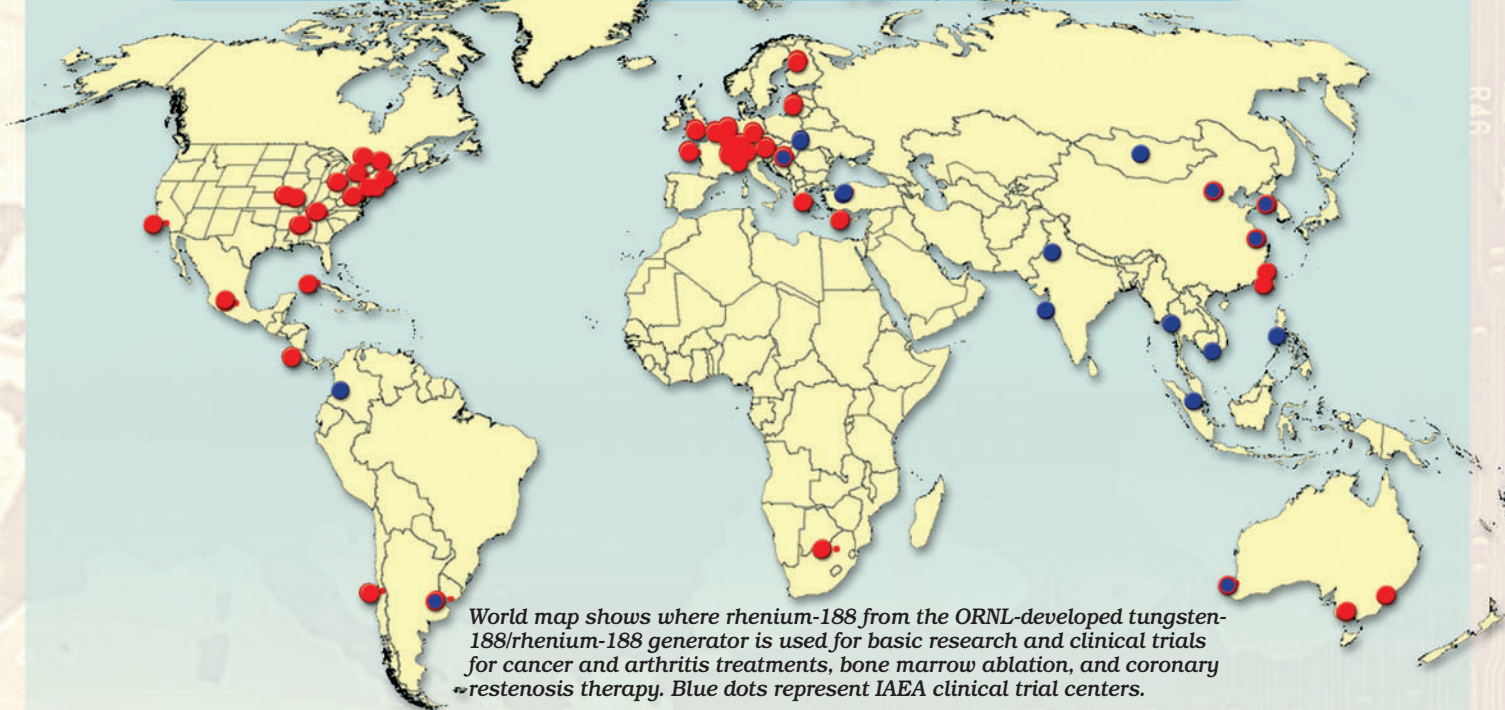 World map shows where rhenium-188 from the ORNL-developed tungsten-
188/rhenium-188 generator is used for basic research and clinical trials
for cancer and arthritis treatments, bone marrow ablation, and coronary
restenosis therapy. Blue dots represent IAEA clinical trial centers.
R46